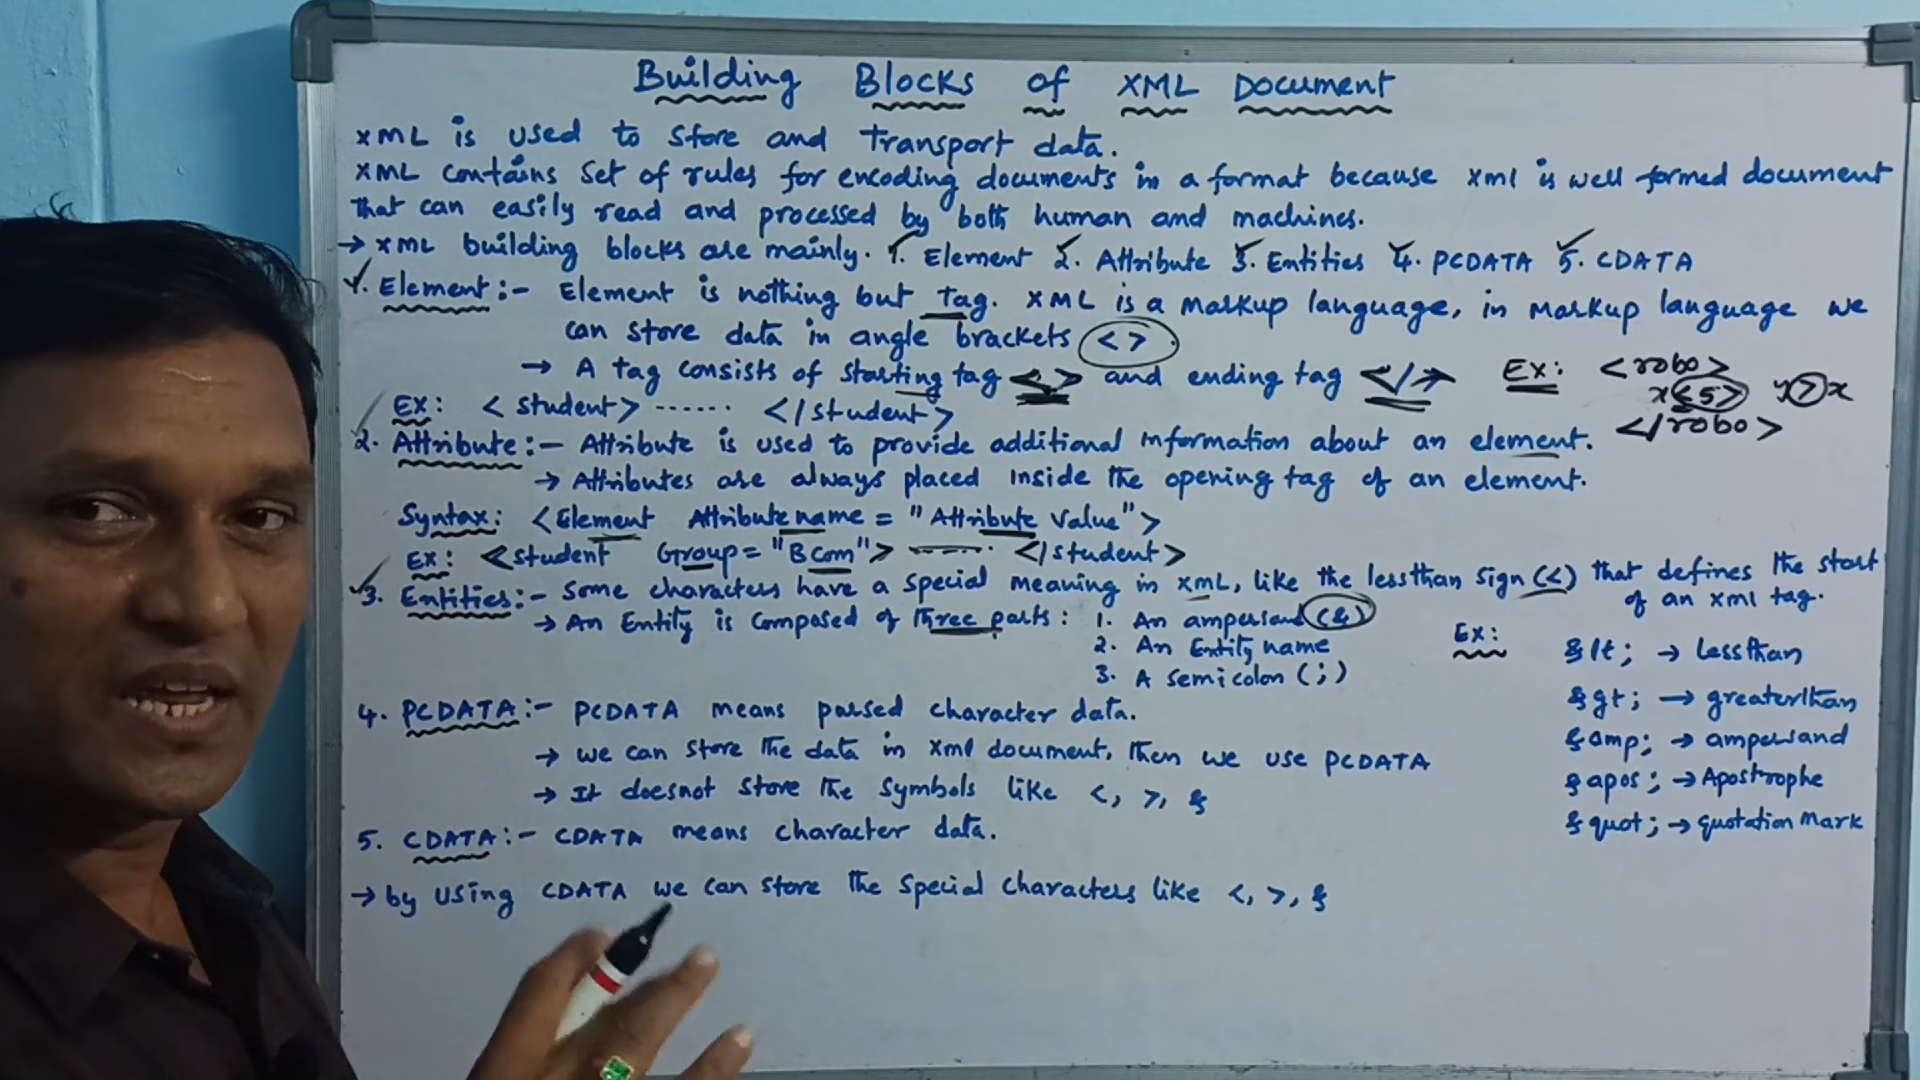 Building Blocks of XML Document
XML is used to store and transport data.
XML contains set of rules for encoding documents in a format because xml is well formed document
that can easily read and processed by both human and machines.
→ XML building blocks are mainly. 1. Element 2. Attribute 3. Entities 4. PCDATA 5. CDATA
1. Element:- Element is nothing but tag. XML is a markup language, in markup language we
can store data in angle brackets < >
→ A tag consists of starting tag < > and ending tag </> Ex: <robo>
x <5> y > x
</robo>
Ex: <student> ...... </student>
2. Attribute:- Attribute is used to provide additional information about an element.
→ Attributes are always placed inside the opening tag of an element.
Syntax: <Element Attribute name = "Attribute Value">
Ex: <student Group= "BCom"> ...... </student>
3. Entities:- Some characters have a special meaning in XML, like the lessthan sign (<) that defines the start
of an xml tag.
→ An Entity is composed of three parts: 1. An ampersand (&)
2. An Entity name
3. A semicolon (;)
Ex: &lt; → Lessthan
&gt; → greaterthan
&amp; → ampersand
&apos; → Apostrophe
&quot; → quotation Mark
4. PCDATA:- PCDATA means parsed character data.
→ we can store the data in xml document, then we use PCDATA
→ It doesnot store the symbols like <, >, &
5. CDATA:- CDATA means character data.
→ by using CDATA we can store the special characters like <, >, &